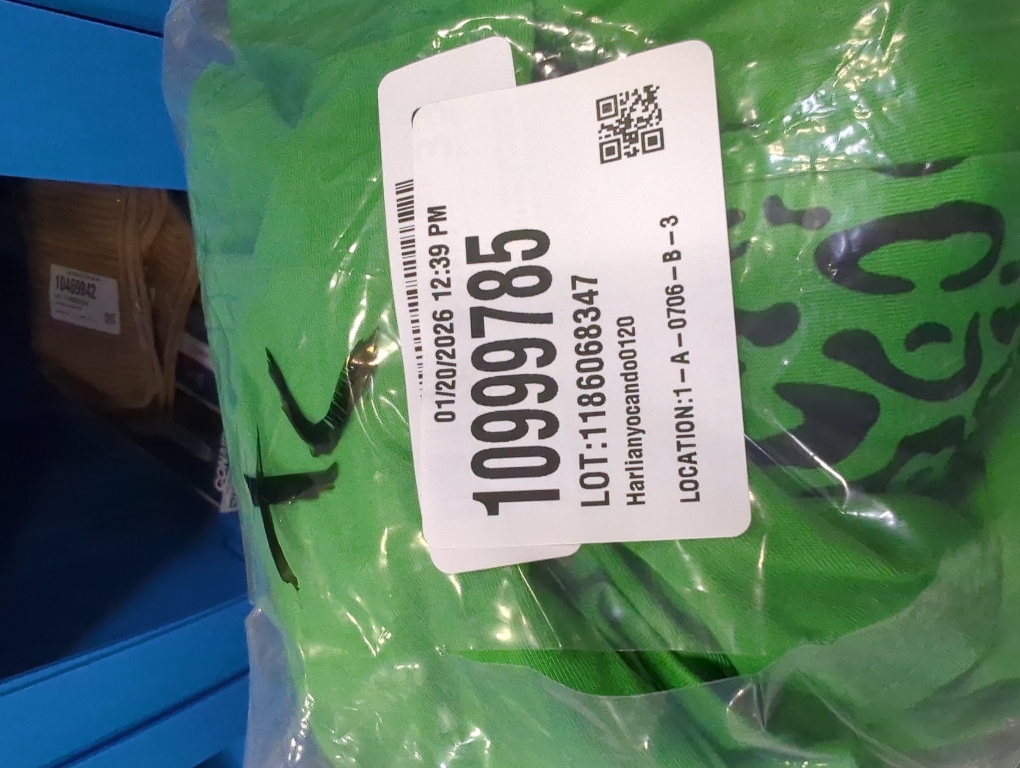 01/20/2026 12:39 PM
10999785
LOT:1186068347
Harlianyocando0120
LOCATION:1-A-0706-B-3
10469842